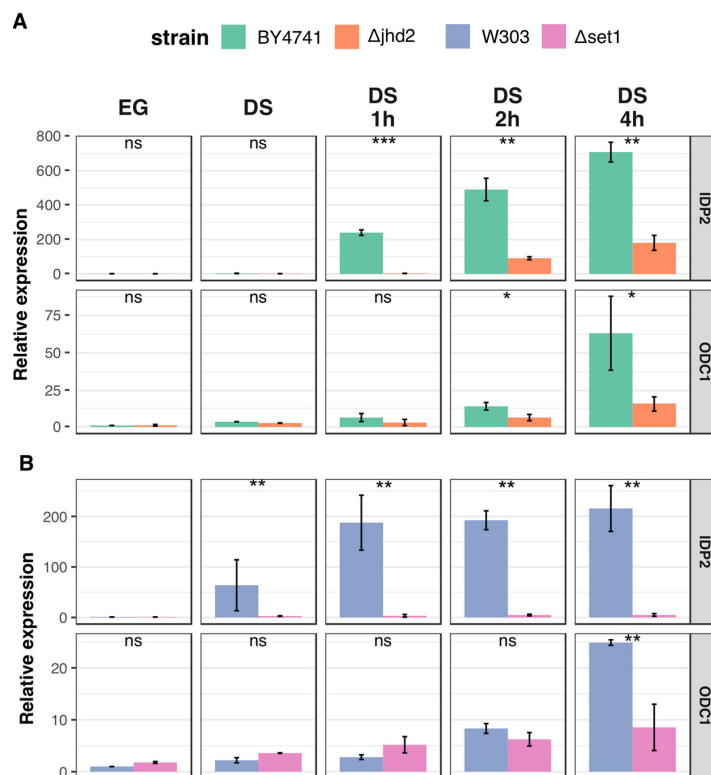 A
strain BY4741 Δjhd2 W303 Δset1
EG DS DS 1h DS 2h DS 4h
800 ns ns *** ** **
600
400
200
0
IDP2
Relative expression
ns ns ns * *
75
50
25
0
ODC1
B
** ** ** **
200
100
0
IDP2
Relative expression
ns ns ns ns **
20
10
0
ODC1